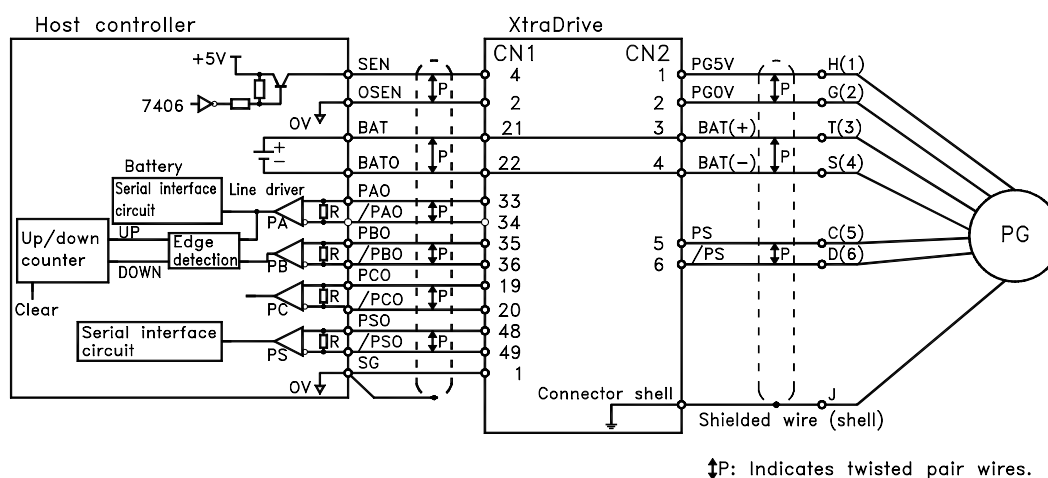 Host controller
XtraDrive
+5V
7406
0V
SEN
OSEN
BAT
BATO
PAO
/PAO
PBO
/PBO
PCO
/PCO
PSO
/PSO
SG
0V
+
-
Battery
Serial interface
circuit
Line driver
PA
R
UP
Up/down
counter
Edge
detection
DOWN
PB
R
Clear
PC
R
Serial interface
circuit
PS
R
P
P
P
P
P
P
CN1
4
2
21
22
33
34
35
36
19
20
48
49
1
CN2
1
2
3
4
5
6
Connector shell
PG5V
PG0V
BAT(+)
BAT(-)
PS
/PS
P
P
P
H(1)
G(2)
T(3)
S(4)
C(5)
D(6)
J
PG
Shielded wire (shell)
P: Indicates twisted pair wires.